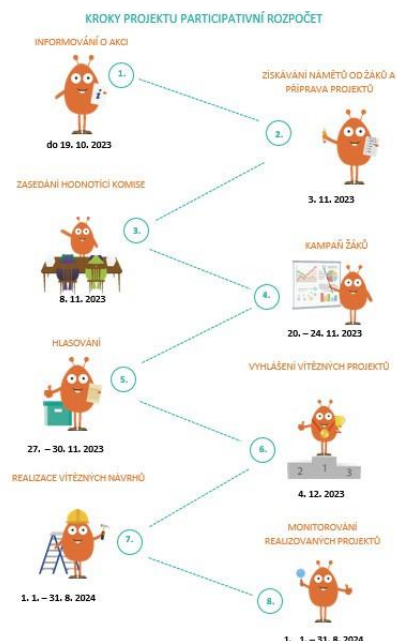 KROKY PROJEKTU PARTICIPATIVNÍ ROZPOČET
INFORMOVÁNÍ O AKCI
1.
do 19. 10. 2023
ZÍSKÁVÁNÍ NÁMĚTŮ OD ŽÁKŮ A
PŘÍPRAVA PROJEKTŮ
2.
3. 11. 2023
ZASEDÁNÍ HODNOTÍCÍ KOMISE
3.
8. 11. 2023
KAMPAŇ ŽÁKŮ
4.
20. – 24. 11. 2023
HLASOVÁNÍ
5.
27. – 30. 11. 2023
VYHLÁŠENÍ VÍTĚZNÝCH PROJEKTŮ
6.
2 1 3
4. 12. 2023
REALIZACE VÍTĚZNÝCH NÁVRHŮ
7.
1. 1. – 31. 8. 2024
MONITOROVÁNÍ
REALIZOVANÝCH PROJEKTŮ
8.
1. 1. – 31. 8. 2024